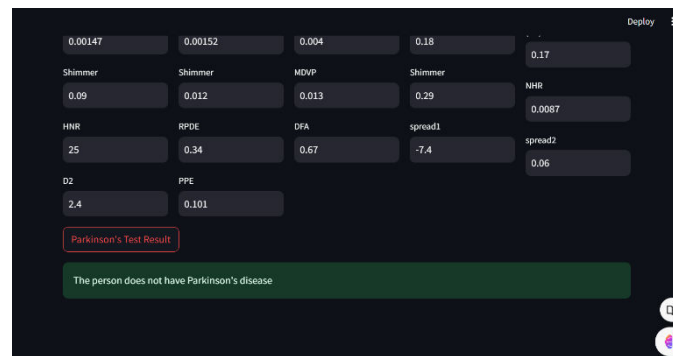 Deploy
0.00147 0.00152 0.004 0.18
0.17
Shimmer Shimmer MDVP Shimmer
NHR
0.09 0.012 0.013 0.29
0.0087
HNR RPDE DFA spread1
spread2
25 0.34 0.67 -7.4
0.06
D2 PPE
2.4 0.101
Parkinson's Test Result
The person does not have Parkinson's disease